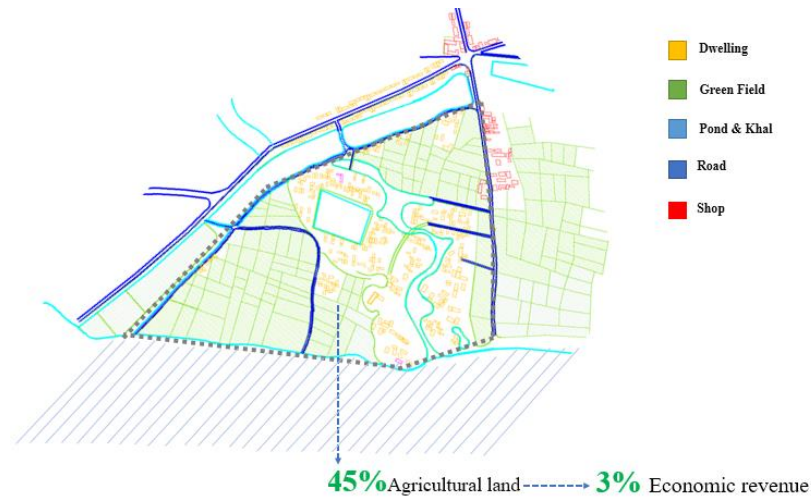 Dwelling
Green Field
Pond & Khal
Road
Shop
45% Agricultural land 3% Economic revenue